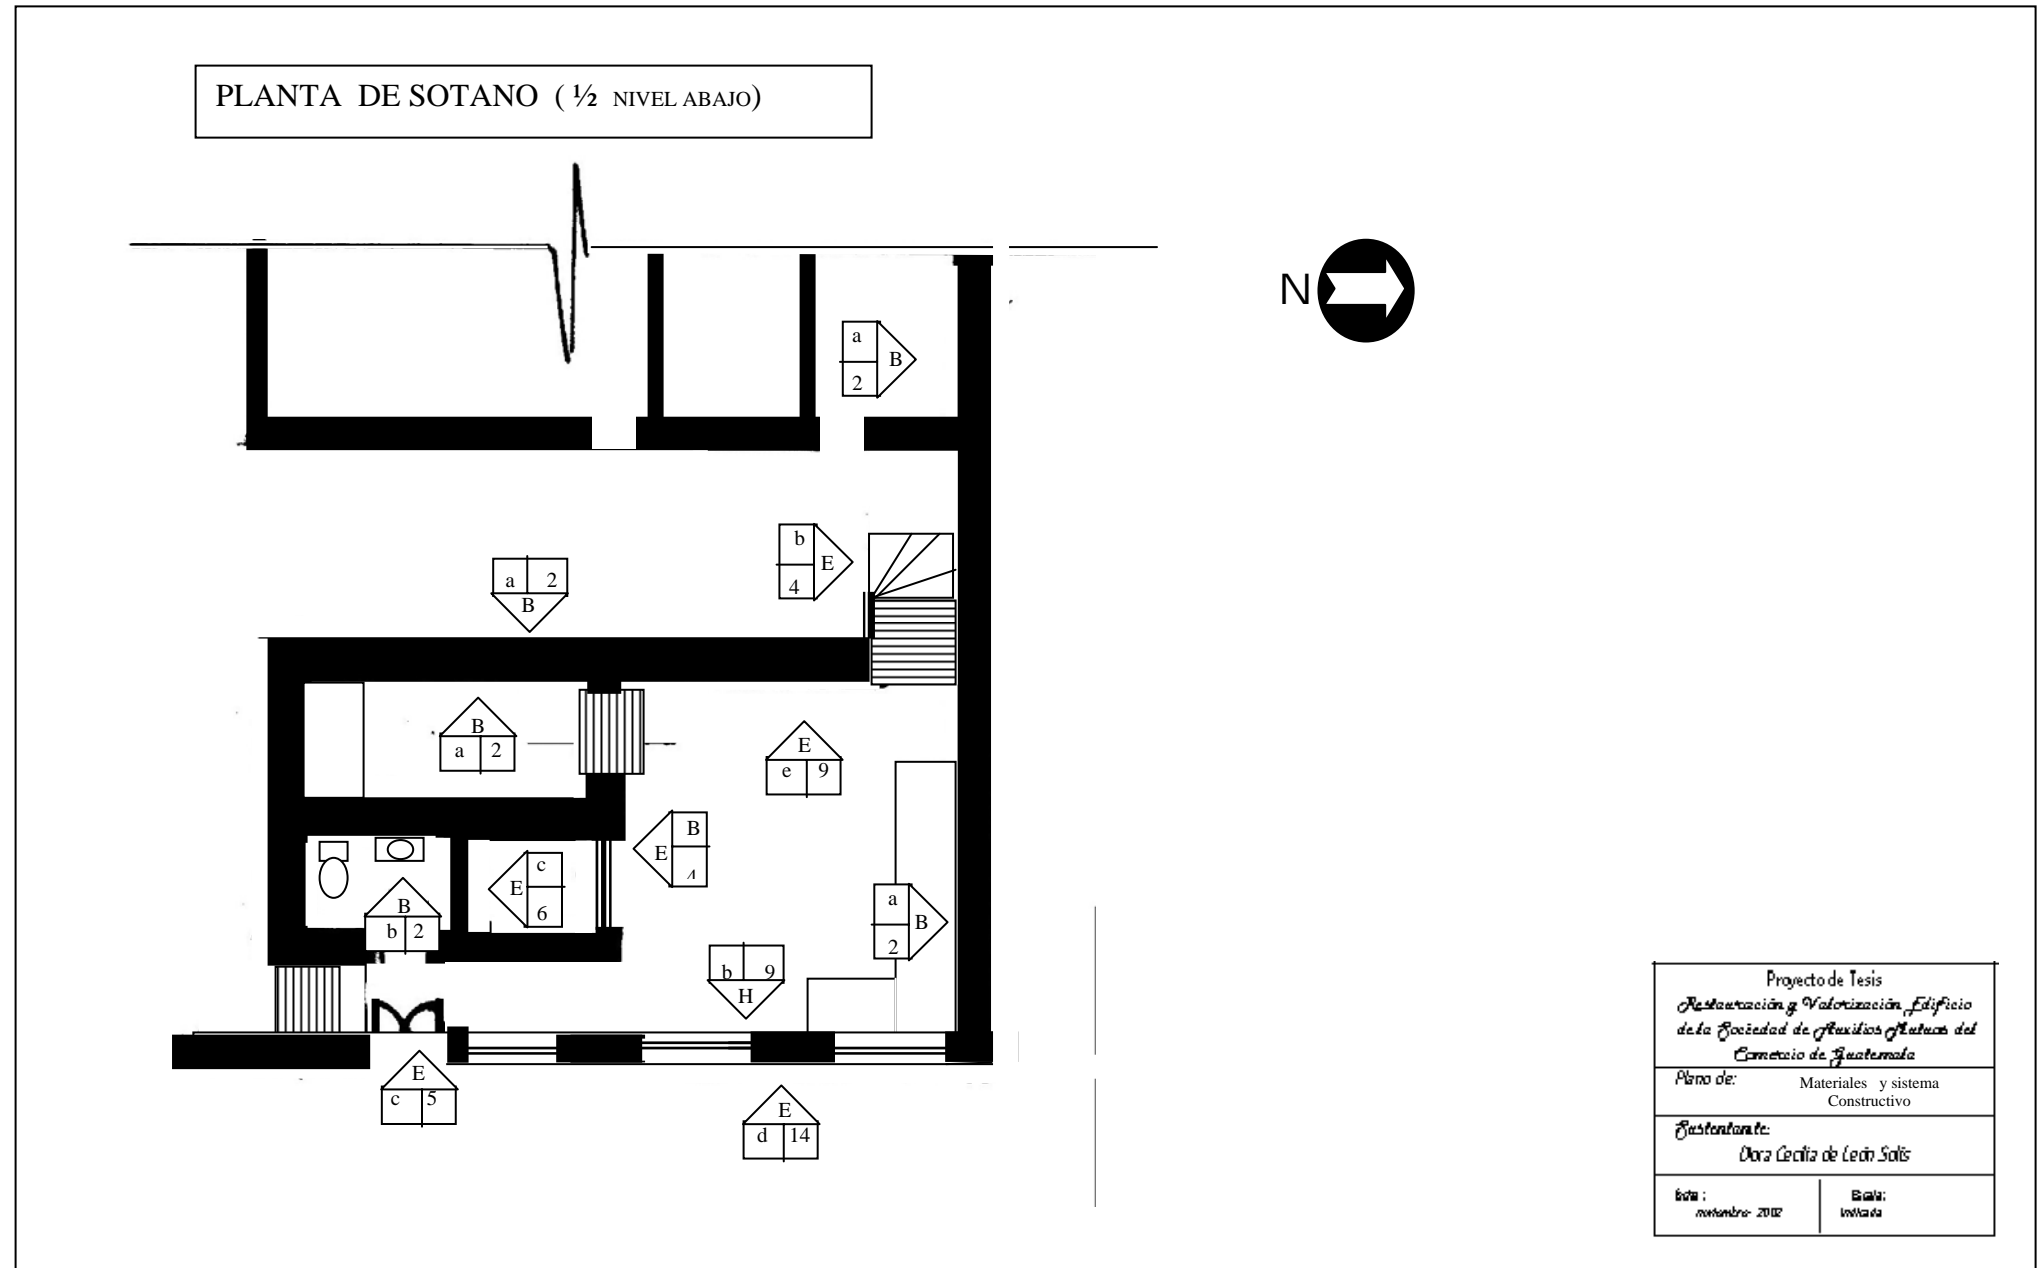 PLANTA DE SOTANO ( ½ NIVEL ABAJO)
N
a
B
2
b
E
4
a 2
B
B
a 2
E
e 9
B
E
4
c
E
6
B
b 2
a
B
2
b 9
H
E
c 5
E
d 14
Proyecto de Tesis
Restauración y Valorización Edificio
de la Sociedad de Auxilios Mutuos del
Comercio de Guatemala
Plano de:
Materiales y sistema
Constructivo
Sustentante:
Dora Cecilia de León Solis
fecha :
noviembre- 2002
Escala:
Indicada